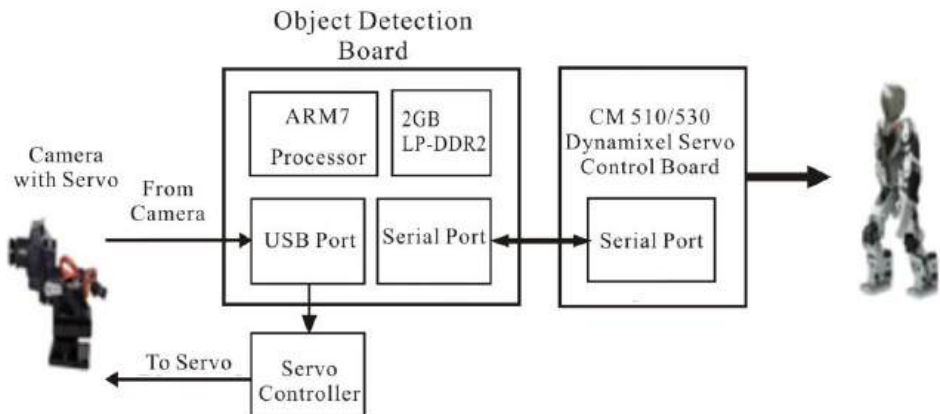 Object Detection
Board
ARM7
Processor
2GB
LP-DDR2
CM 510/530
Dynamixel Servo
Control Board
Camera
with Servo
From
Camera
USB Port
Serial Port
Serial Port
To Servo
Servo
Controller